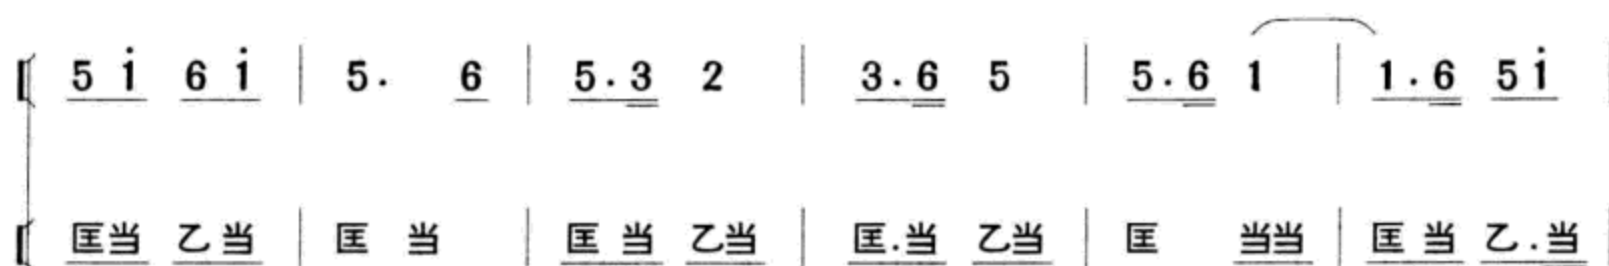 5 i̇ 6 i̇ | 5. 6 | 5.3 2 | 3.6 5 | 5.6 1 | 1.6 5 i̇
匡当 乙当 | 匡 当 | 匡当 乙当 | 匡.当 乙当 | 匡 当当 | 匡当 乙.当